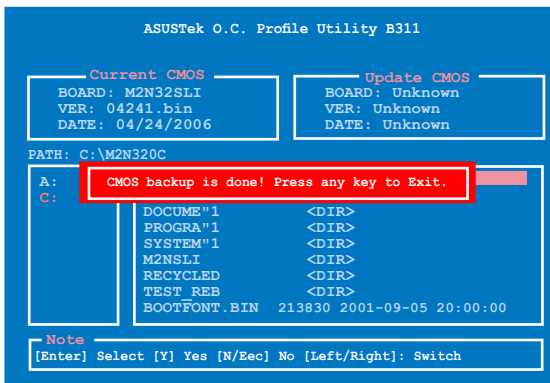 ASUSTek O.C. Profile Utility B311
Current CMOS
BOARD: M2N32SLI
VER: 04241.bin
DATE: 04/24/2006
Update CMOS
BOARD: Unknown
VER: Unknown
DATE: Unknown
PATH: C:\M2N320C
A:
C:
CMOS backup is done! Press any key to Exit.
DOCUME"1 <DIR>
PROGRA"1 <DIR>
SYSTEM"1 <DIR>
M2NSLI <DIR>
RECYCLED <DIR>
TEST_REB <DIR>
BOOTFONT.BIN 213830 2001-09-05 20:00:00
Note
[Enter] Select [Y] Yes [N/Eec] No [Left/Right]: Switch